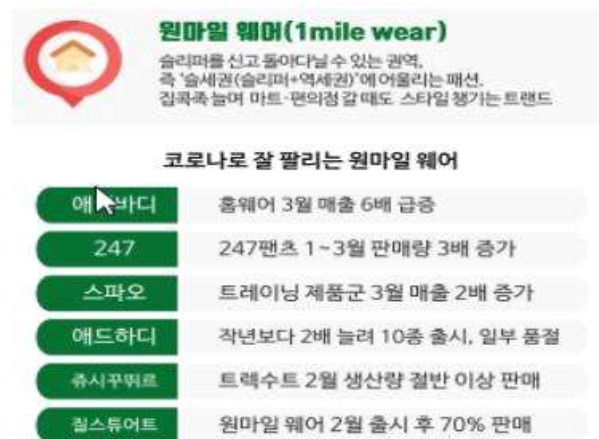 원마일 웨어(1mile wear)
슬리퍼를 신고 돌아다닐 수 있는 권역,
즉 '슬세권(슬리퍼+역세권)'에 어울리는 패션.
집콕족 늘며 마트·편의점 갈 때도 스타일 챙기는 트랜드
코로나로 잘 팔리는 원마일 웨어
홈웨어 3월 매출 6배 급증
247 247팬츠 1~3월 판매량 3배 증가
스파오 트레이닝 제품군 3월 매출 2배 증가
애드하디 작년보다 2배 늘려 10종 출시, 일부 품절
쥬시꾸뛰르 트렉수트 2월 생산량 절반 이상 판매
질스튜어트 원마일 웨어 2월 출시 후 70% 판매